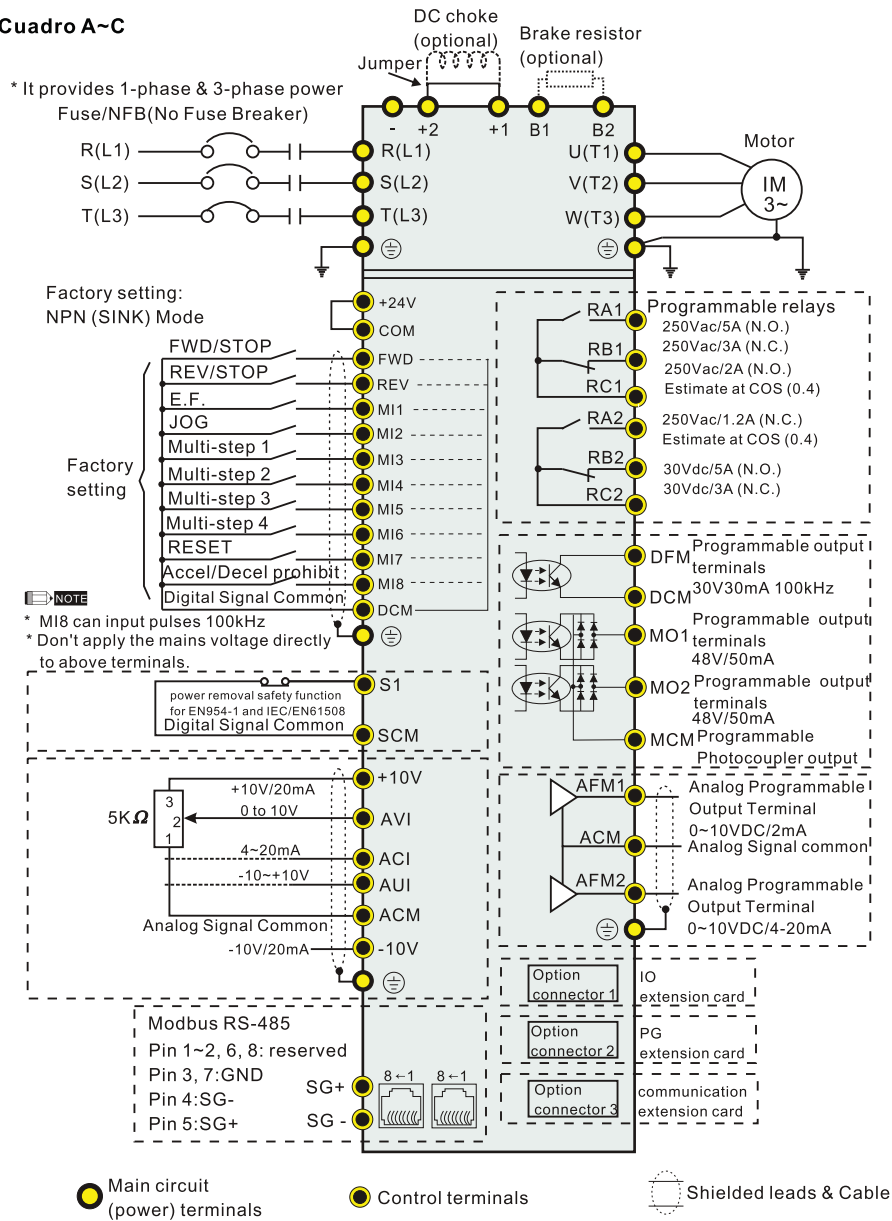 Cuadro A~C
DC choke
(optional)
Brake resistor
(optional)
Jumper
* It provides 1-phase & 3-phase power
Fuse/NFB(No Fuse Breaker)
- +2 +1 B1 B2
R(L1) R(L1) U(T1)
Motor
S(L2) S(L2) V(T2)
IM
3~
T(L3) T(L3) W(T3)
Factory setting:
NPN (SINK) Mode
+24V
COM
FWD/STOP
FWD
REV/STOP
REV
E.F.
MI1
JOG
MI2
Multi-step 1
MI3
Multi-step 2
MI4
Multi-step 3
MI5
Multi-step 4
MI6
RESET
MI7
Accel/Decel prohibit
MI8
Digital Signal Common
DCM
Factory
setting
NOTE
* MI8 can input pulses 100kHz
* Don't apply the mains voltage directly
to above terminals.
RA1
RB1
RC1
RA2
RB2
RC2
Programmable relays
250Vac/5A (N.O.)
250Vac/3A (N.C.)
250Vac/2A (N.O.)
Estimate at COS (0.4)
250Vac/1.2A (N.C.)
Estimate at COS (0.4)
30Vdc/5A (N.O.)
30Vdc/3A (N.C.)
S1
power removal safety function
for EN954-1 and IEC/EN61508
Digital Signal Common
SCM
DFM
Programmable output
terminals
30V30mA 100kHz
DCM
MO1
Programmable output
terminals
48V/50mA
MO2
Programmable output
terminals
48V/50mA
MCM
Programmable
Photocoupler output
+10V
+10V/20mA
5KΩ
3
2
1
0 to 10V
AVI
4~20mA
ACI
-10~+10V
AUI
ACM
Analog Signal Common
-10V/20mA
-10V
AFM1
Analog Programmable
Output Terminal
0~10VDC/2mA
ACM
Analog Signal common
AFM2
Analog Programmable
Output Terminal
0~10VDC/4-20mA
Option
connector 1
IO
extension card
Option
connector 2
PG
extension card
Option
connector 3
communication
extension card
Modbus RS-485
Pin 1~2, 6, 8: reserved
Pin 3, 7:GND
Pin 4:SG-
Pin 5:SG+
SG+
SG -
8←1 8←1
Main circuit
(power) terminals
Control terminals
Shielded leads & Cable